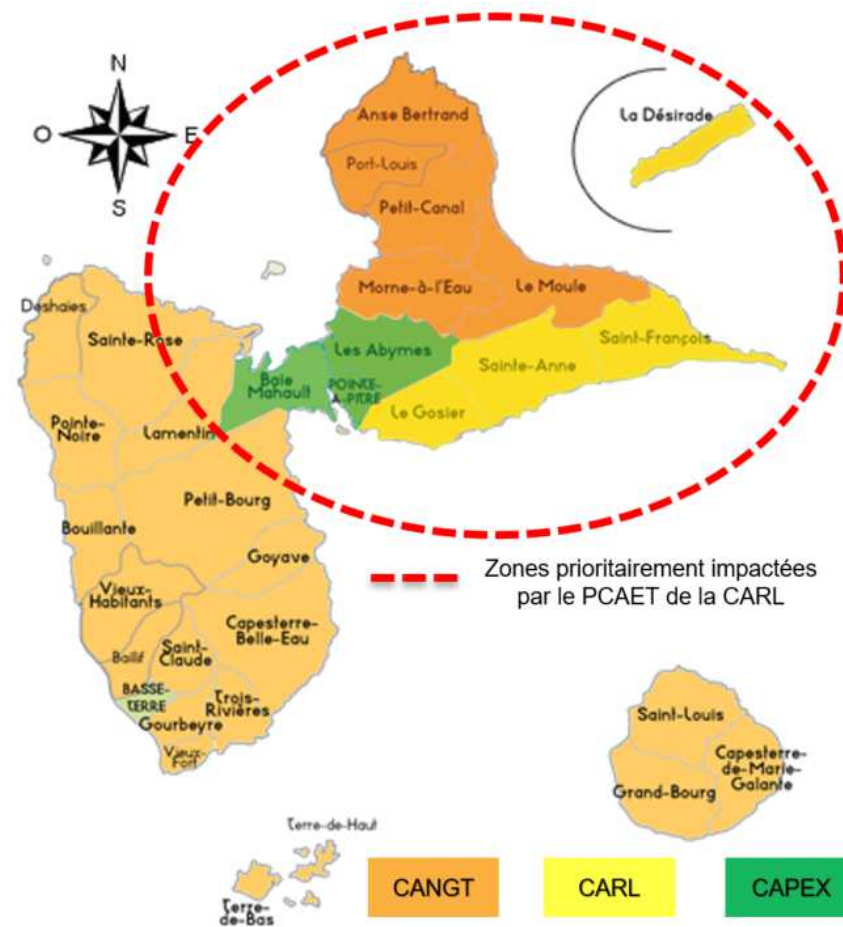 N
O
E
S
Anse Bertrand
La Désirade
Port-Louis
Petit-Canal
Morne-à-l'Eau
Le Moule
Deshaies
Sainte-Rose
Les Abymes
Saint-François
Sainte-Anne
Baie
Mahault
POINTE-
A-PITRE
Le Gosier
Pointe-
Noire
Lamentin
Petit-Bourg
Bouillante
Goyave
Zones prioritairement impactées
par le PCAET de la CARL
Vieux-
Habitants
Capesterre-
Belle-Eau
Saint-
Claude
Baillif
BASSE-
TERRE
Trois-
Rivières
Gourbeyre
Vieux-
Fort
Saint-Louis
Capesterre-
de-Marie-
Galante
Grand-Bourg
Terre-de-Haut
Terre-
de-Bas
CANGT
CARL
CAPEX